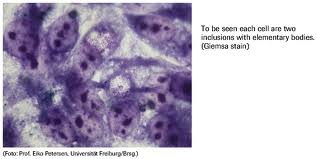 To be seen each cell are two
inclusions with elementary bodies.
(Giemsa stain)
(Foto: Prof. Eiko Petersen, Universität Freiburg/Brsg.)